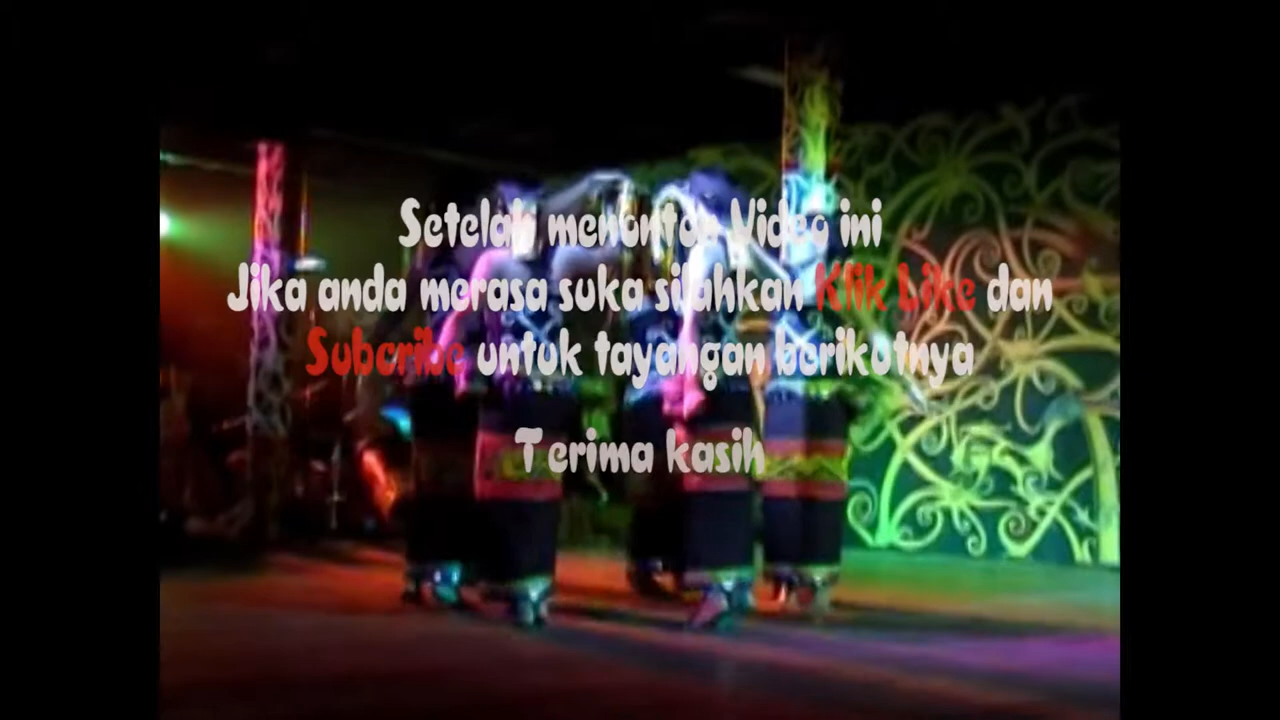 Setelah menonton Video ini
Jika anda merasa suka silahkan Klik Like dan
Subcribe untuk tayangan berikutnya
Terima kasih